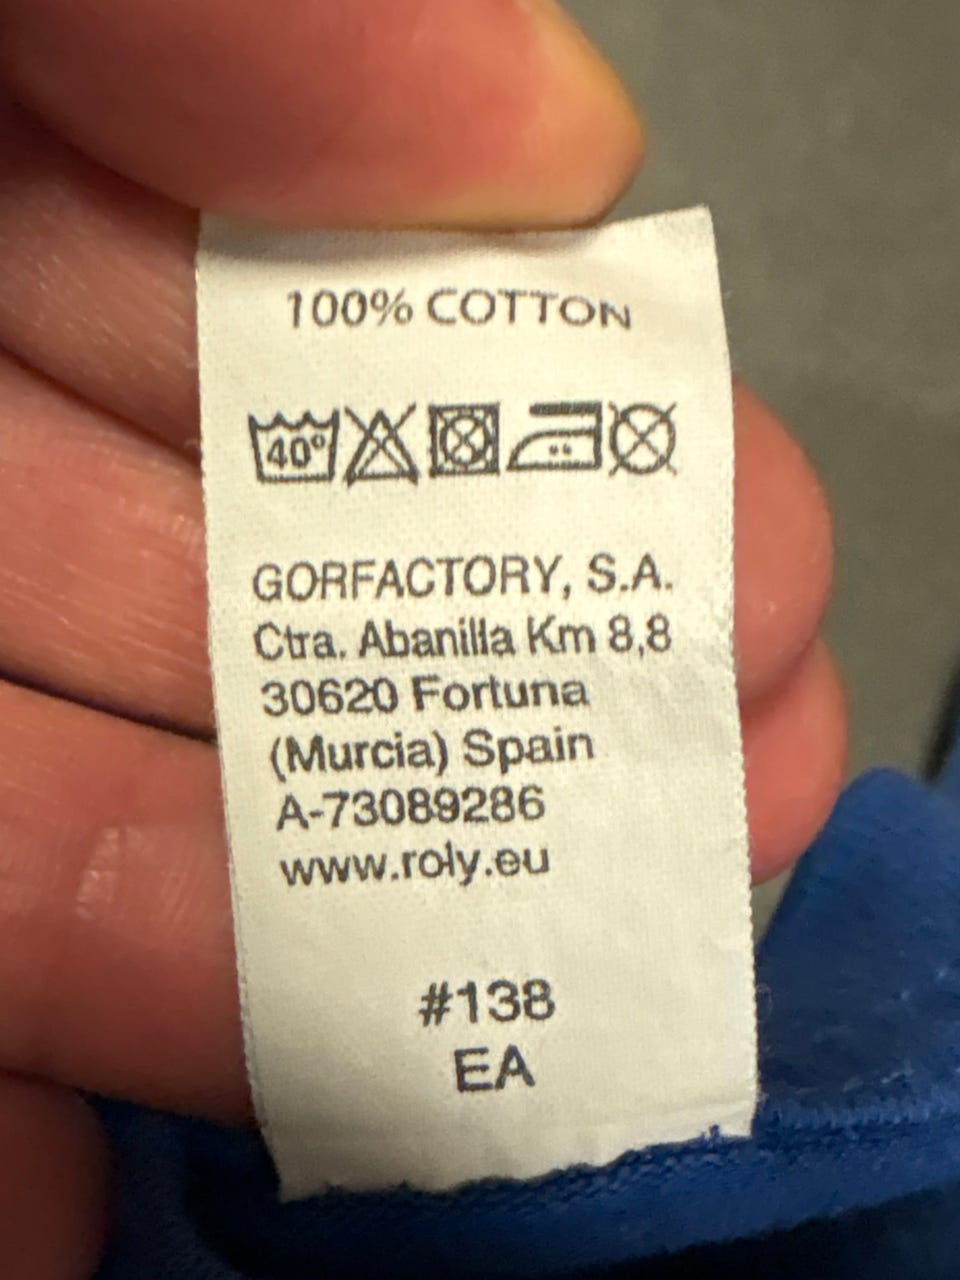 100% COTTON
40°
GORFACTORY, S.A.
Ctra. Abanilla Km 8,8
30620 Fortuna
(Murcia) Spain
A-73089286
www.roly.eu
#138
EA